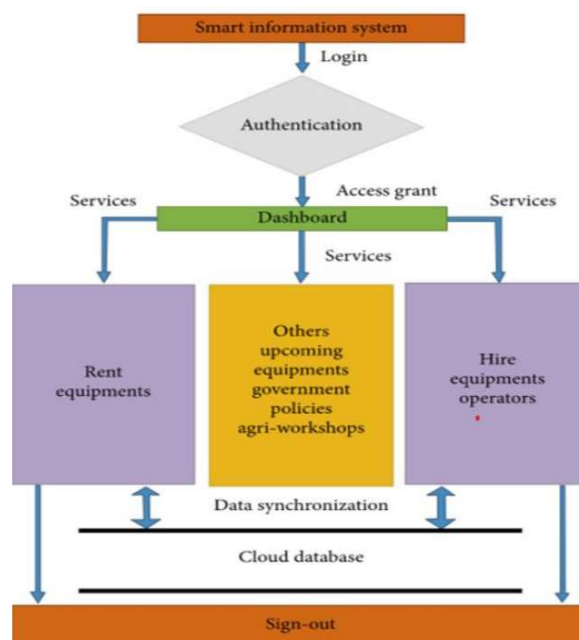 Smart information system
Login
Authentication
Access grant
Services
Services
Dashboard
Services
Rent
equipments
Others
upcoming
equipments
government
policies
agri-workshops
Hire
equipments
operators
Data synchronization
Cloud database
Sign-out